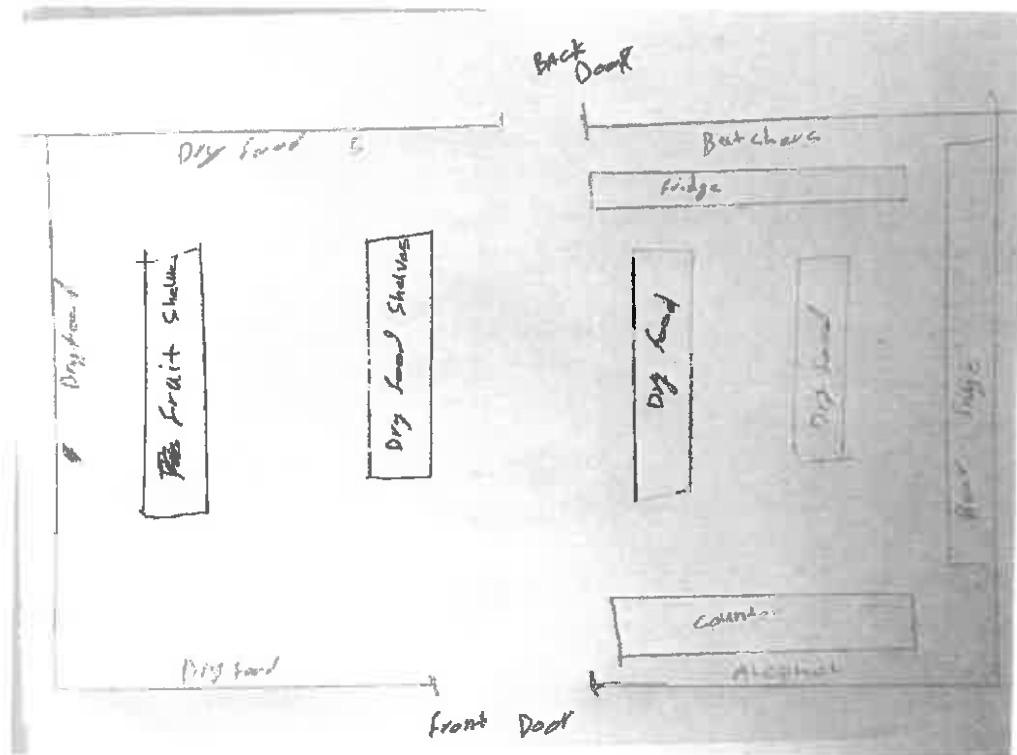 BACK
DooR
Dry food
Butchers
fridge
Dry food
fruit Shelves
Dry food Shelves
Dry food
Dry food
fridge
Counter
Dry food
Alcohol
front Door